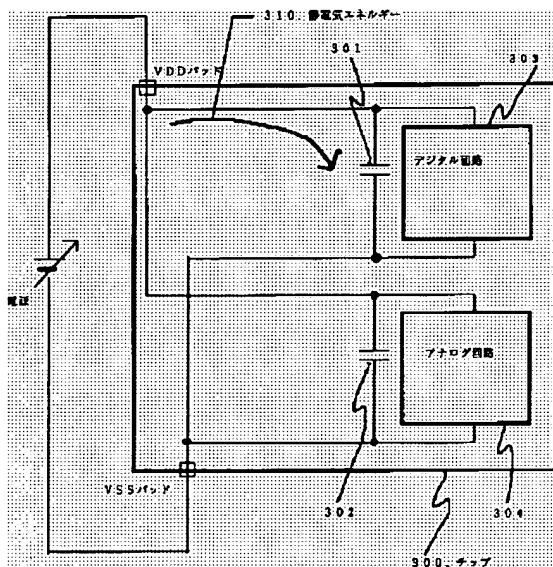 310. 静電気エネルギー
301
303
VDDパッド
デジタル回路
電源
アナログ回路
VSSパッド
302
304
300. チップ